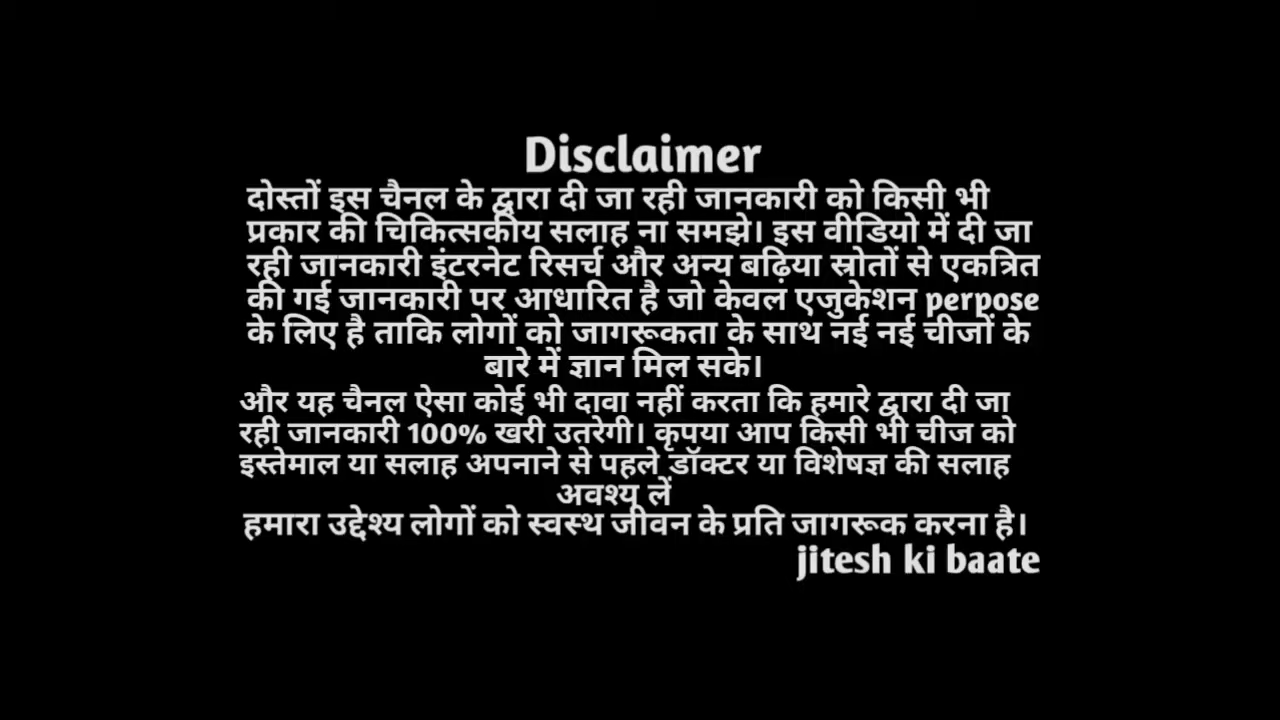 Disclaimer
दोस्तों इस चैनल के द्वारा दी जा रही जानकारी को किसी भी
प्रकार की चिकित्सकीय सलाह ना समझे। इस वीडियो में दी जा
रही जानकारी इंटरनेट रिसर्च और अन्य बढ़िया स्रोतों से एकत्रित
की गई जानकारी पर आधारित है जो केवल एजुकेशन perpose
के लिए है ताकि लोगों को जागरूकता के साथ नई नई चीजों के
बारे में ज्ञान मिल सके।
और यह चैनल ऐसा कोई भी दावा नहीं करता कि हमारे द्वारा दी जा
रही जानकारी 100% खरी उतरेगी। कृपया आप किसी भी चीज को
इस्तेमाल या सलाह अपनाने से पहले डॉक्टर या विशेषज्ञ की सलाह
अवश्य लें
हमारा उद्देश्य लोगों को स्वस्थ जीवन के प्रति जागरूक करना है।
jitesh ki baate